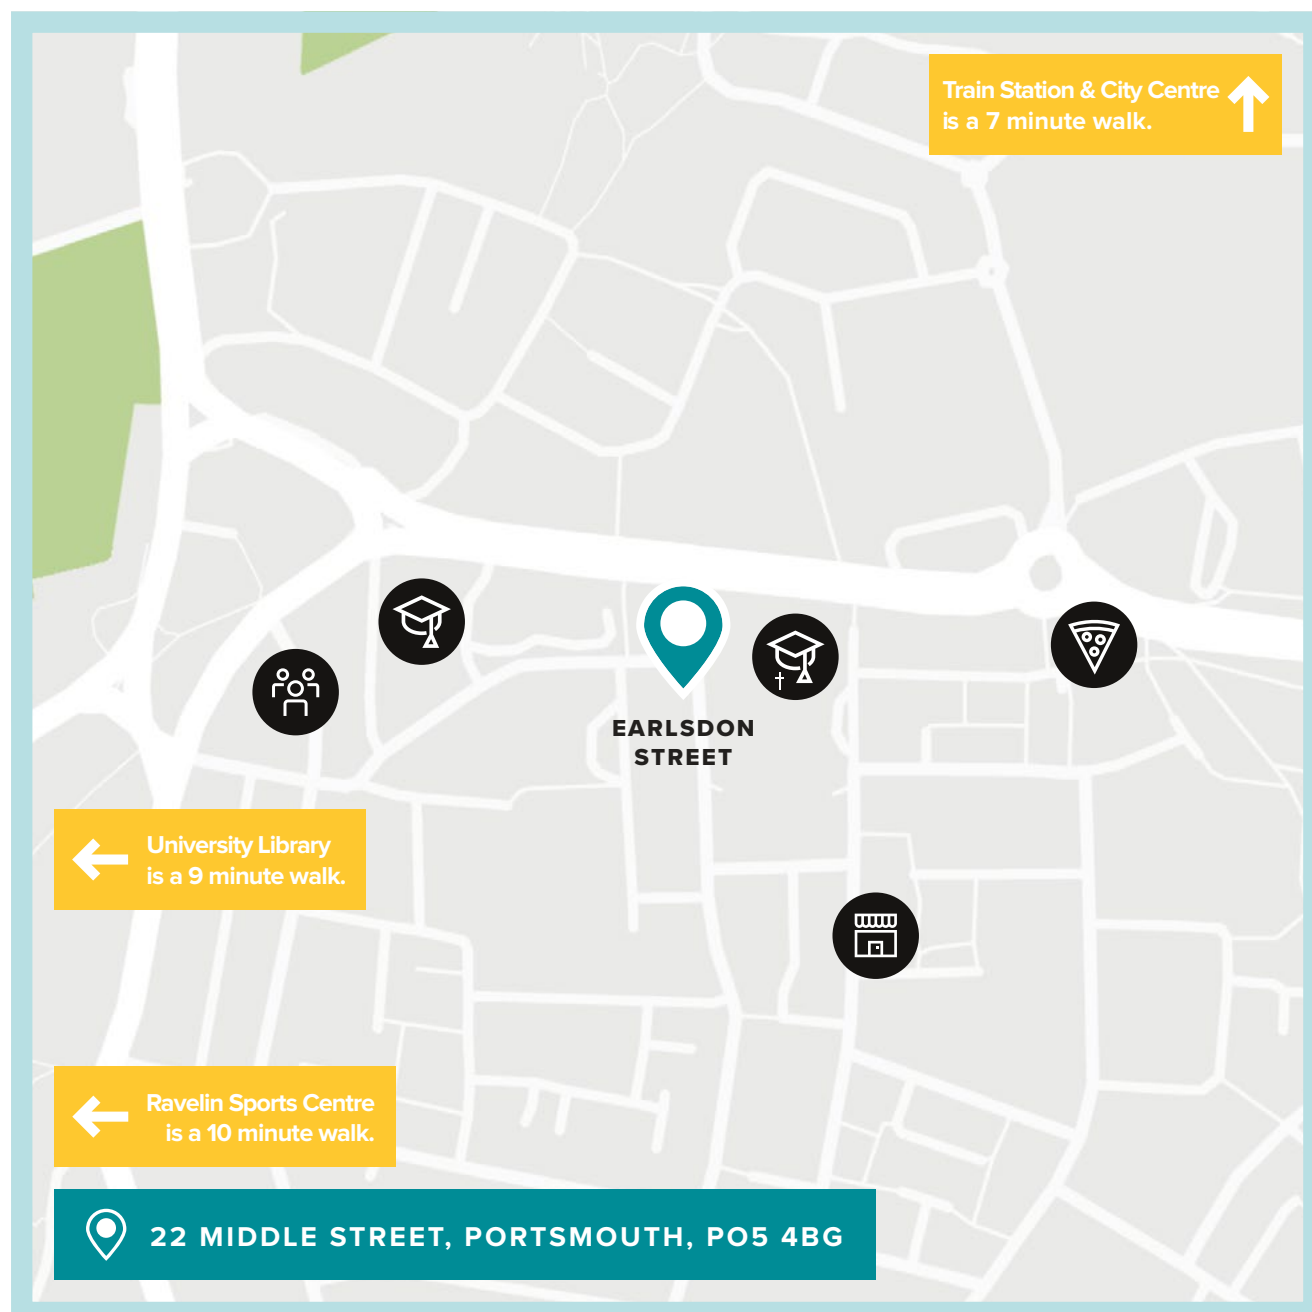 Train Station & City Centre
is a 7 minute walk.
EARLSDON
STREET
University Library
is a 9 minute walk.
Ravelin Sports Centre
is a 10 minute walk.
22 MIDDLE STREET, PORTSMOUTH, PO5 4BG